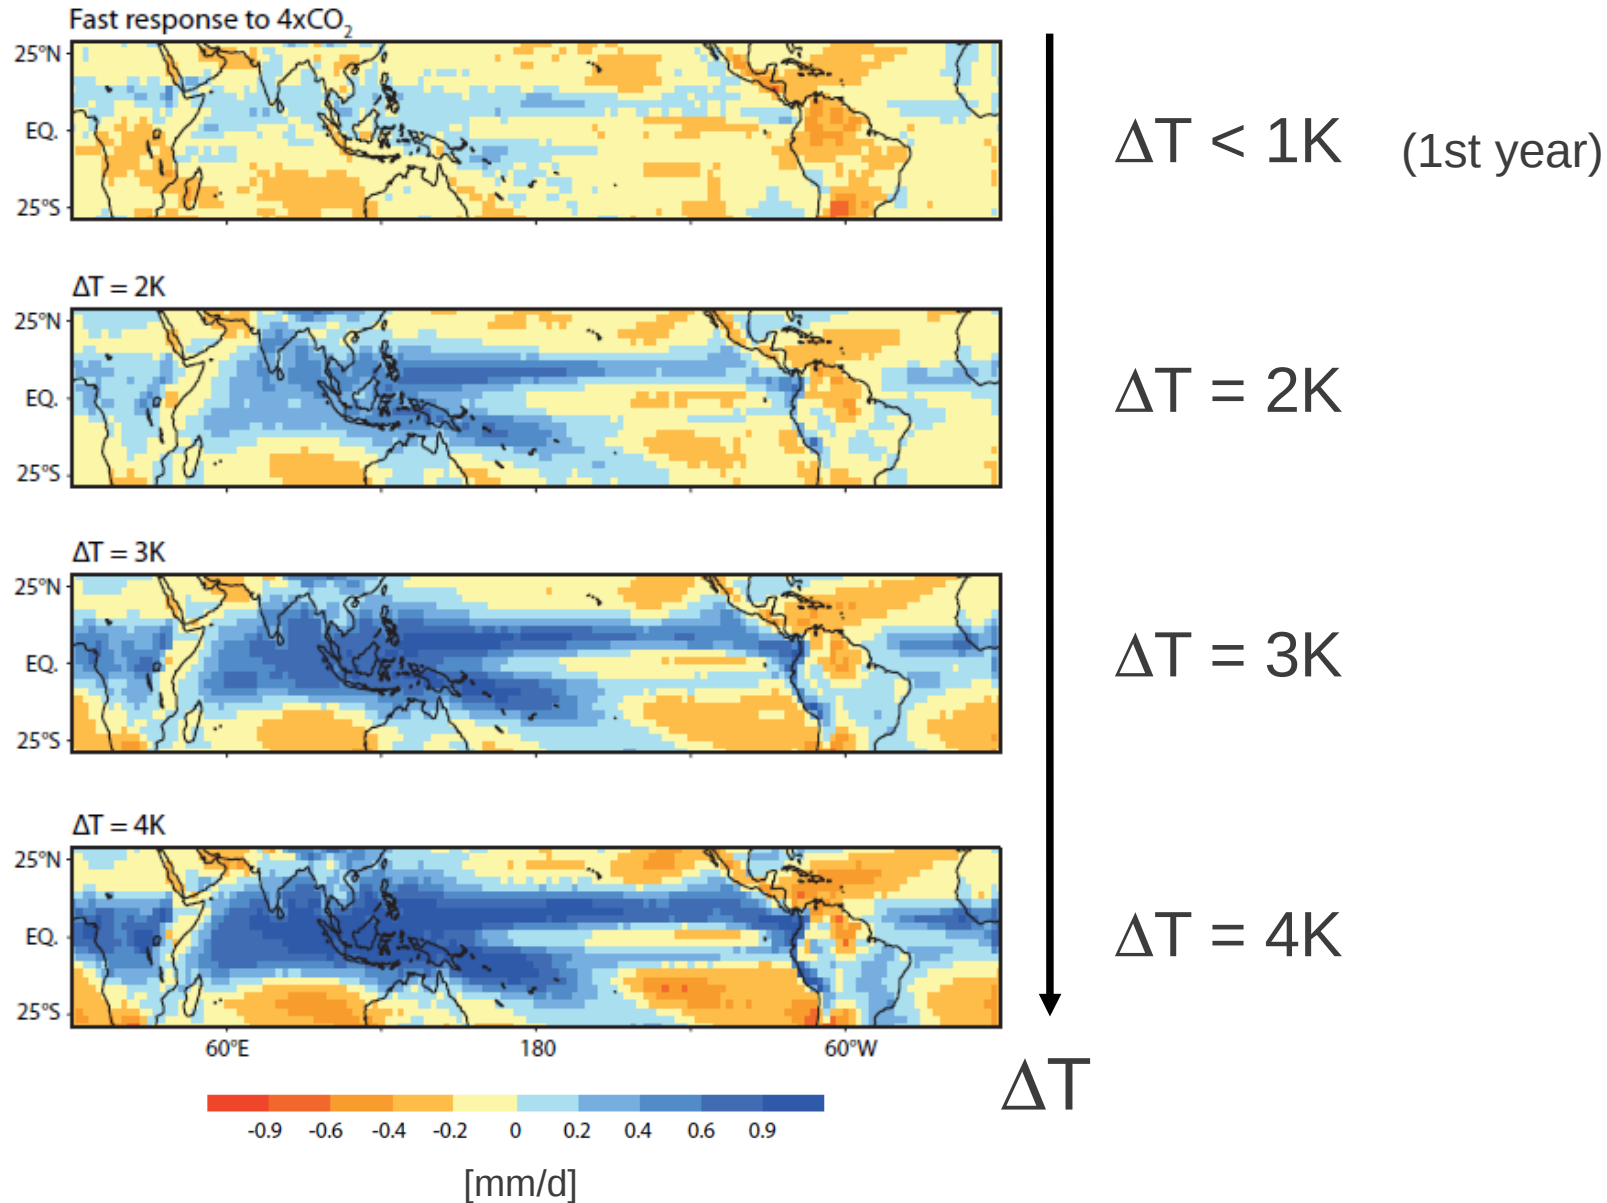 Fast response to 4xCO₂
25°N
EQ.
25°S
ΔT < 1K (1st year)
ΔT = 2K
25°N
EQ.
25°S
ΔT = 2K
ΔT = 3K
25°N
EQ.
25°S
ΔT = 3K
ΔT = 4K
25°N
EQ.
25°S
ΔT = 4K
60°E 180 60°W
ΔT
-0.9 -0.6 -0.4 -0.2 0 0.2 0.4 0.6 0.9
[mm/d]